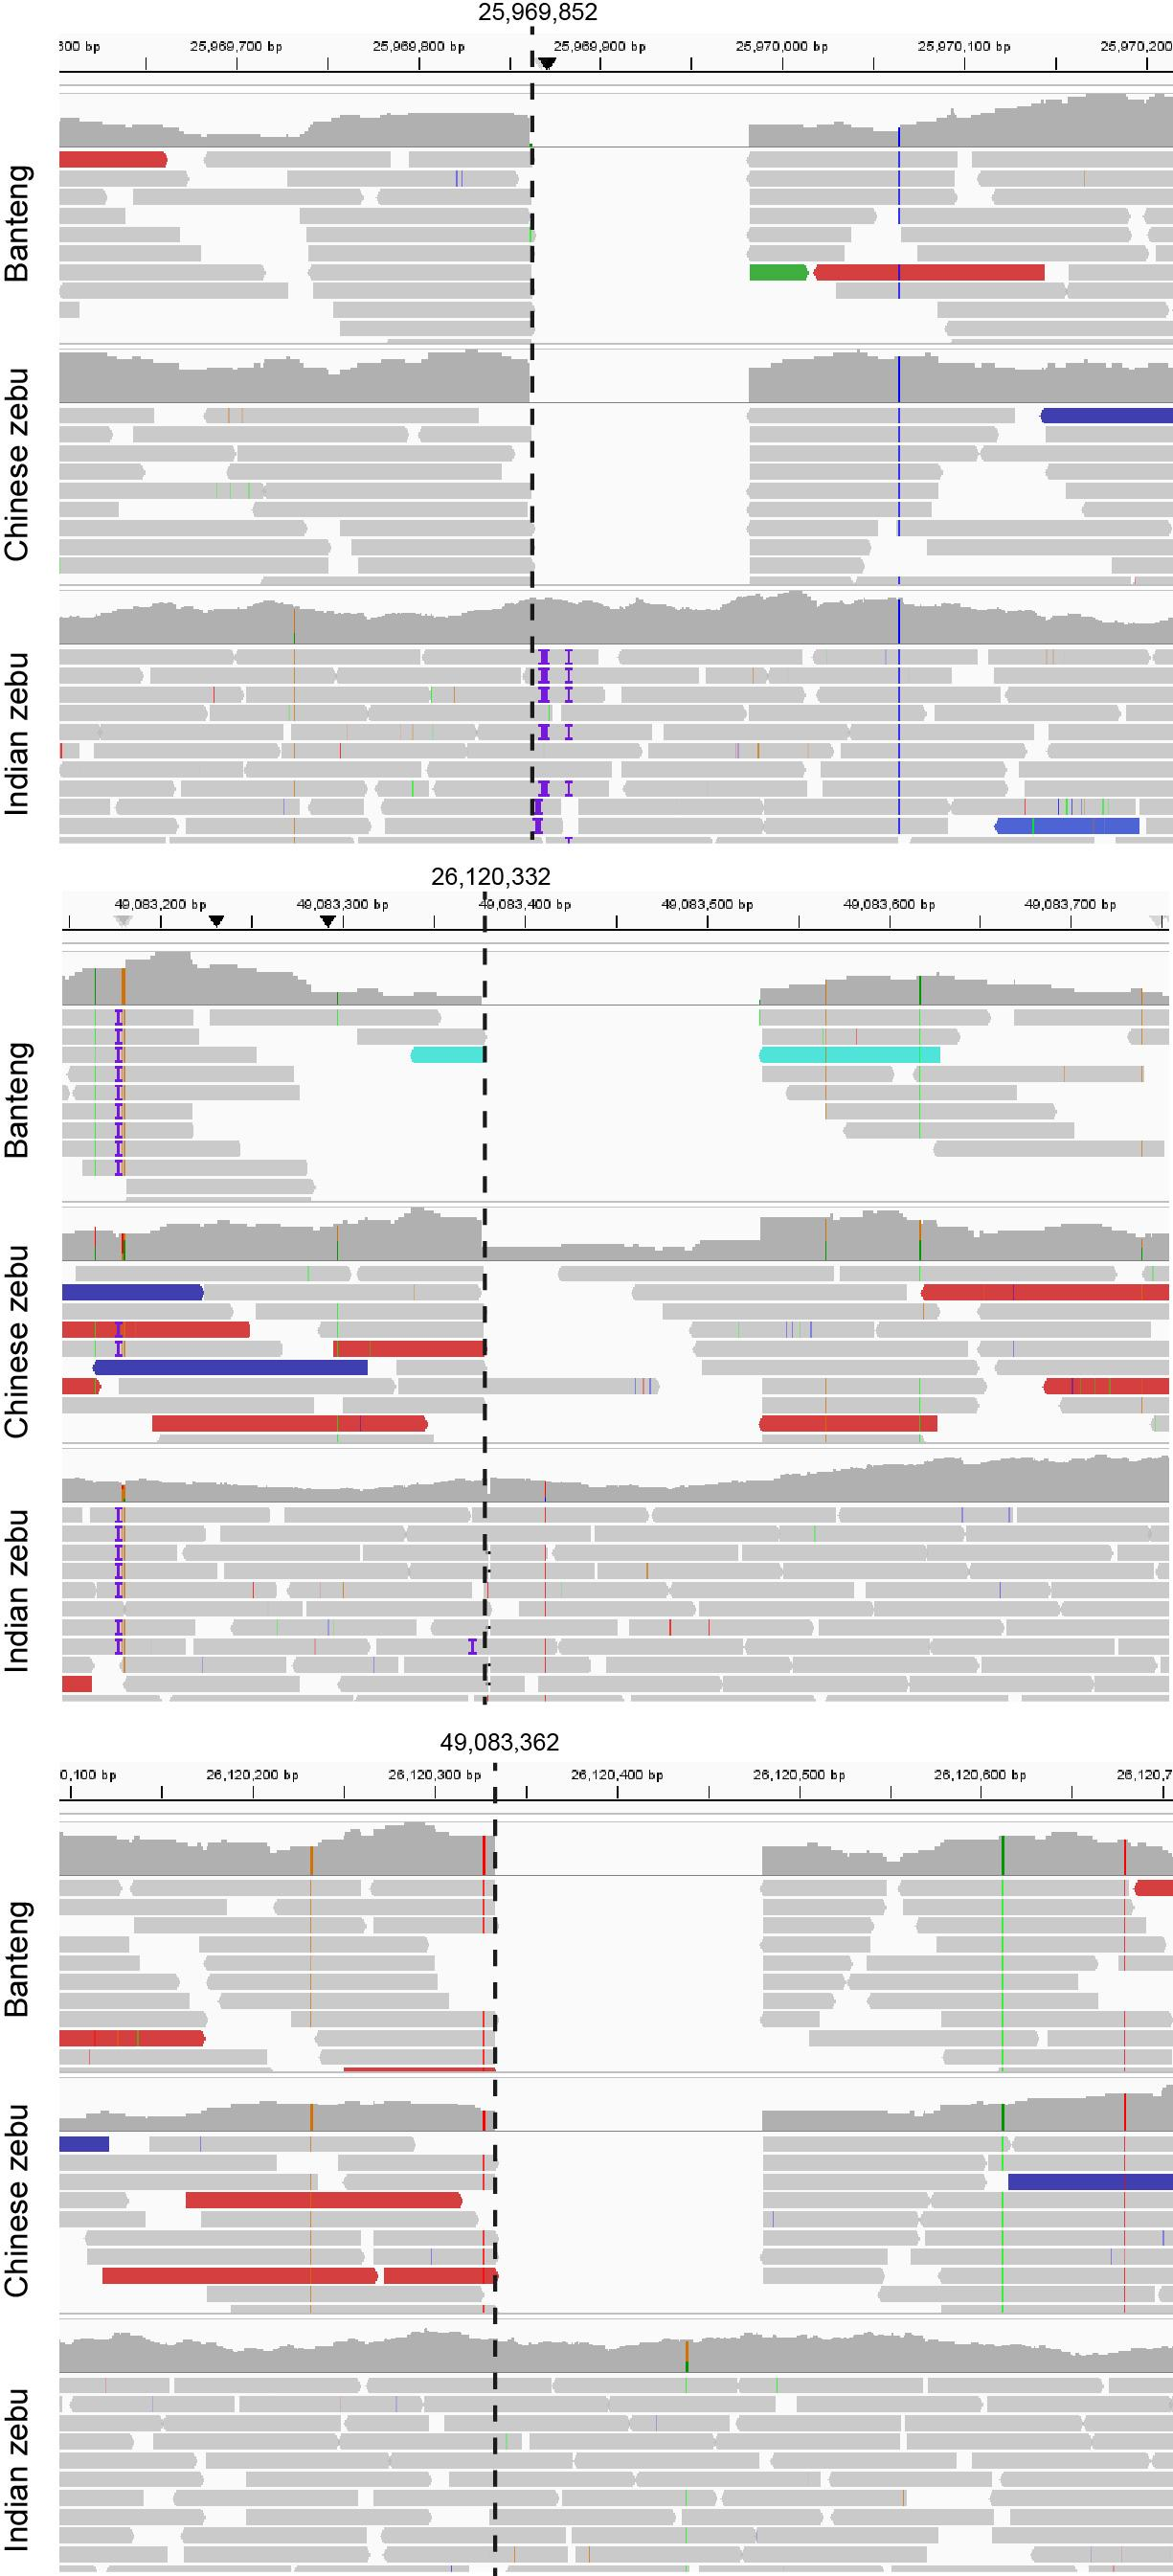 25,969,852
600 bp 25,969,700 bp 25,969,800 bp 25,969,900 bp 25,970,000 bp 25,970,100 bp 25,970,200
Banteng
Chinese zebu
Indian zebu
26,120,332
49,083,200 bp 49,083,300 bp 49,083,400 bp 49,083,500 bp 49,083,600 bp 49,083,700 bp
Banteng
Chinese zebu
Indian zebu
49,083,362
0,100 bp 26,120,200 bp 26,120,300 bp 26,120,400 bp 26,120,500 bp 26,120,600 bp 26,120,7
Banteng
Chinese zebu
Indian zebu